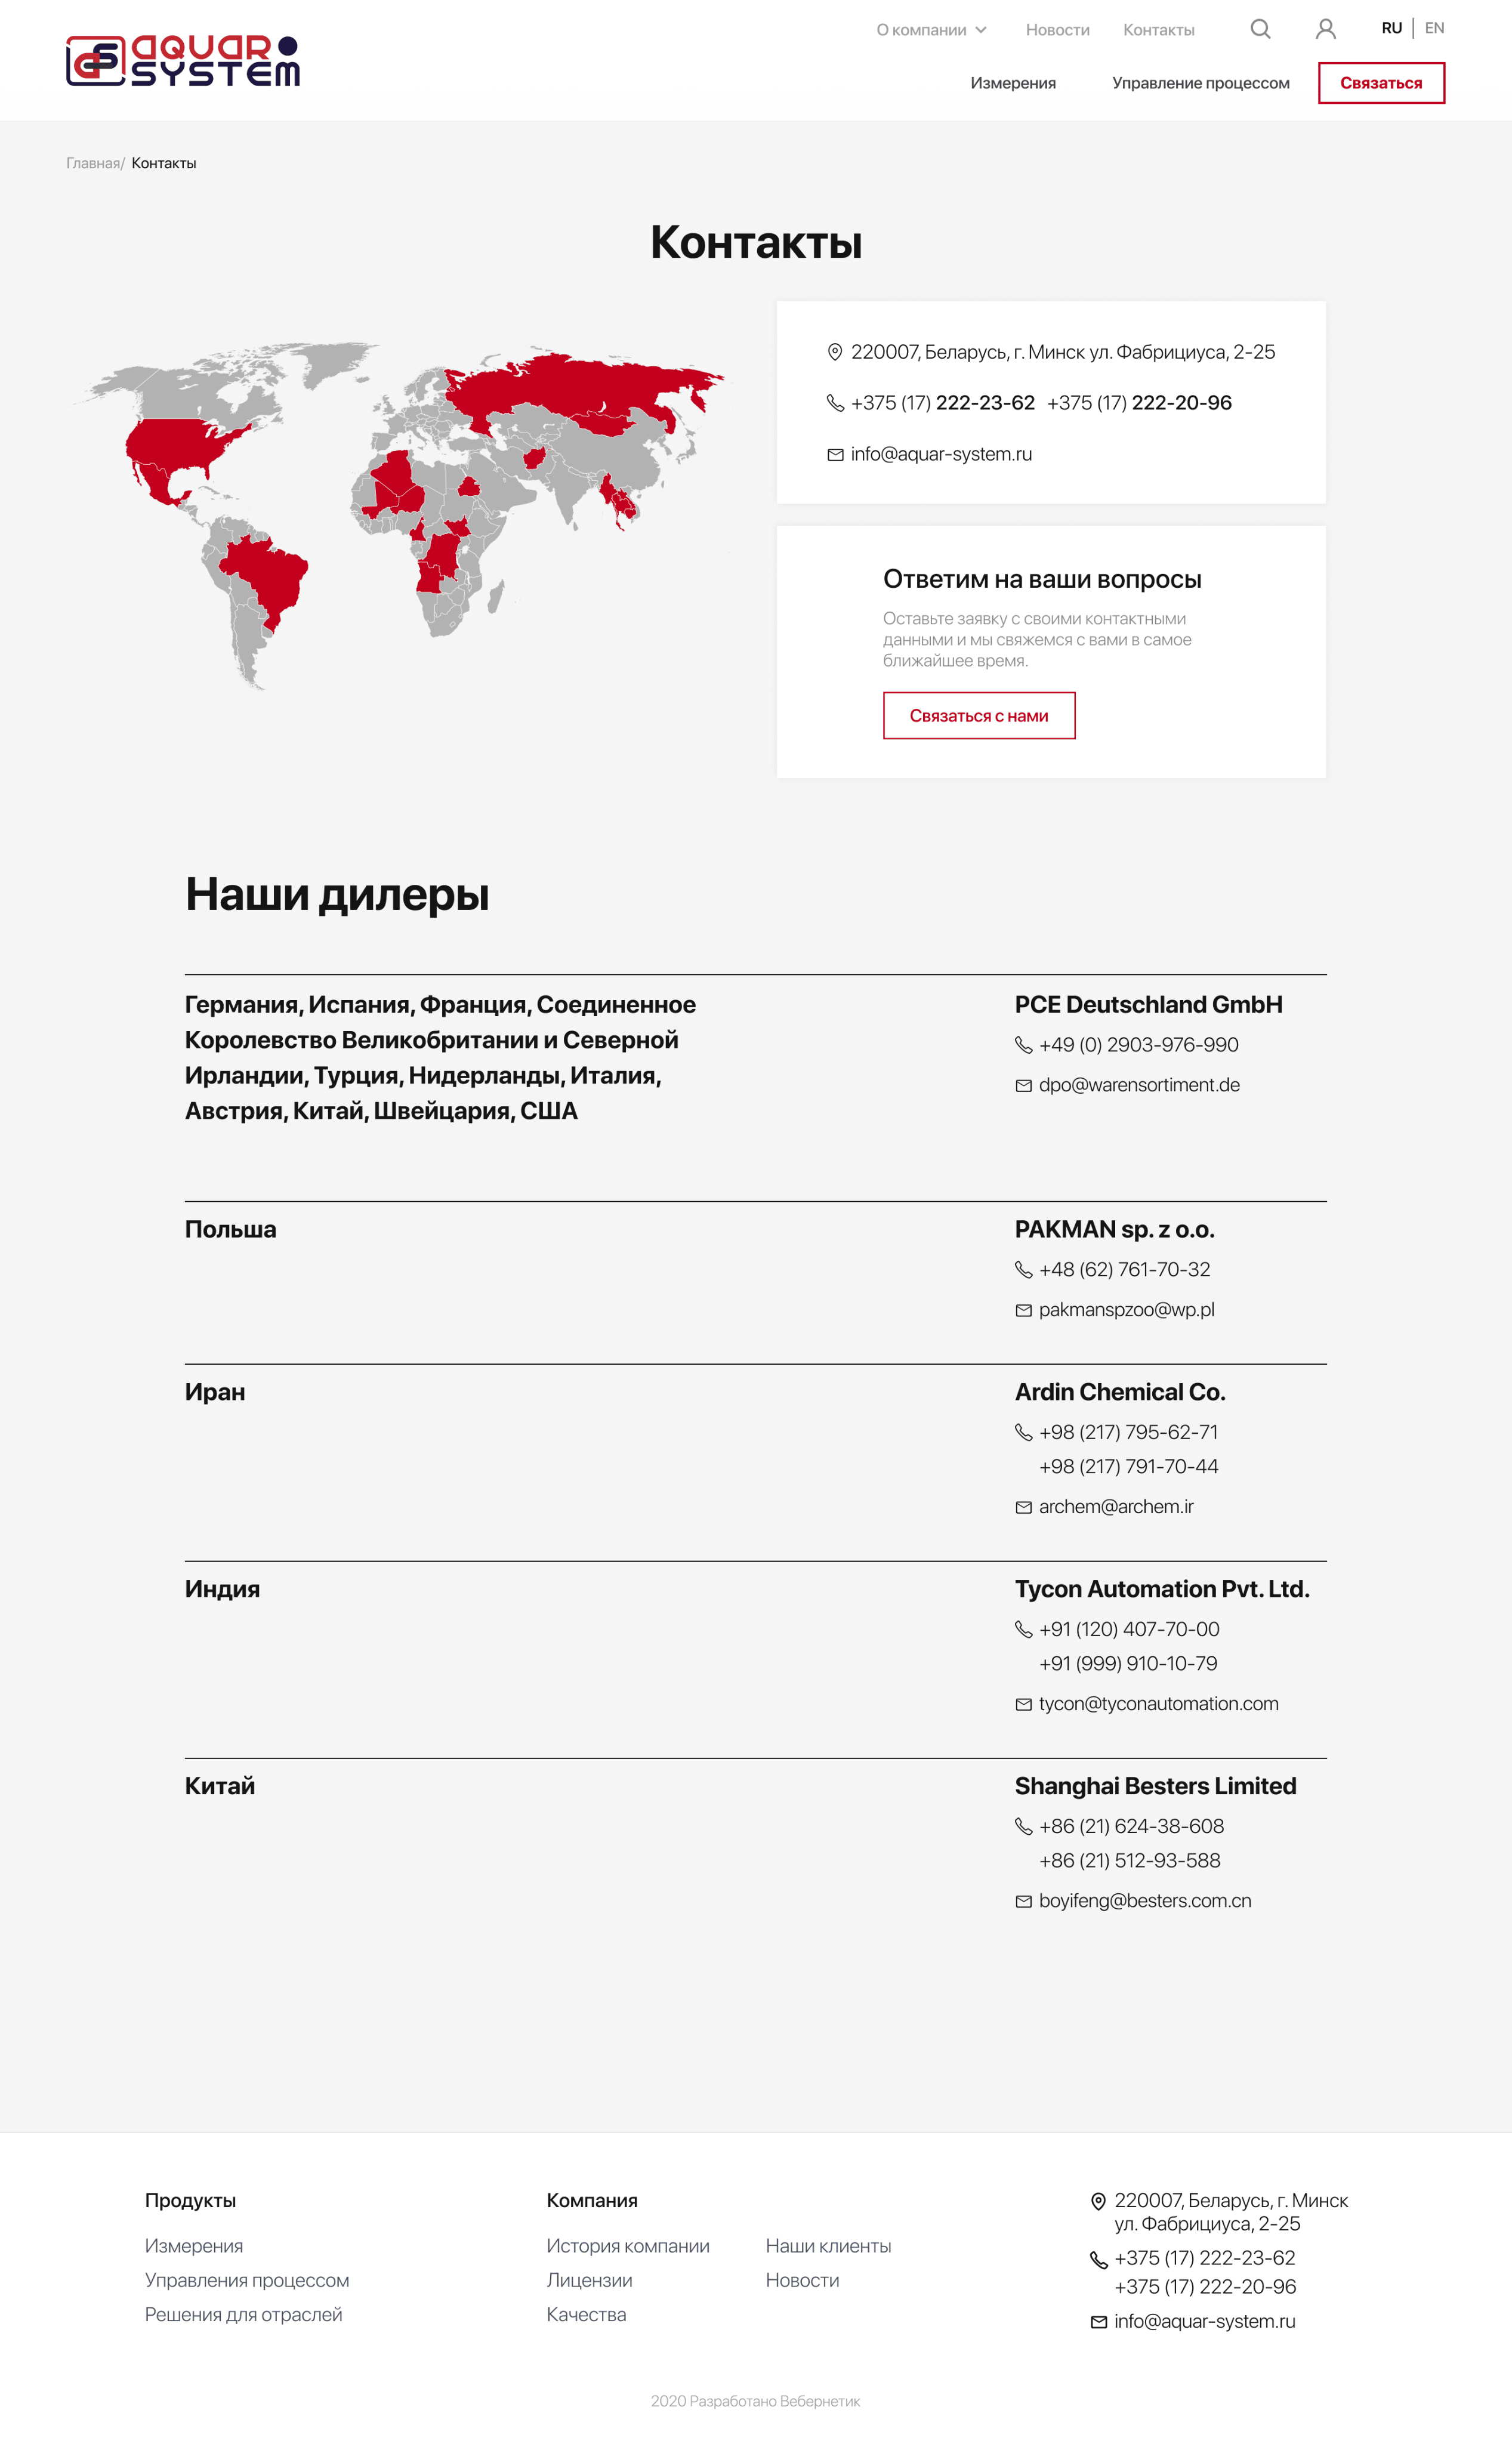 AQUAR
SYSTEM
О компании
Новости
Контакты
RU
EN
Измерения
Управление процессом
Связаться
Главная/ Контакты
Контакты
220007, Беларусь, г. Минск ул. Фабрициуса, 2-25
+375 (17) 222-23-62 +375 (17) 222-20-96
info@aquar-system.ru
Ответим на ваши вопросы
Оставьте заявку с своими контактными
данными и мы свяжемся с вами в самое
ближайшее время.
Связаться с нами
Наши дилеры
Германия, Испания, Франция, Соединенное
Королевство Великобритании и Северной
Ирландии, Турция, Нидерланды, Италия,
Австрия, Китай, Швейцария, США
PCE Deutschland GmbH
+49 (0) 2903-976-990
dpo@warensortiment.de
Польша
PAKMAN sp. z o.o.
+48 (62) 761-70-32
pakmanspzoo@wp.pl
Иран
Ardin Chemical Co.
+98 (217) 795-62-71
+98 (217) 791-70-44
archem@archem.ir
Индия
Tycon Automation Pvt. Ltd.
+91 (120) 407-70-00
+91 (999) 910-10-79
tycon@tyconautomation.com
Китай
Shanghai Besters Limited
+86 (21) 624-38-608
+86 (21) 512-93-588
boyifeng@besters.com.cn
Продукты
Измерения
Управления процессом
Решения для отраслей
Компания
История компании
Лицензии
Качества
Наши клиенты
Новости
220007, Беларусь, г. Минск
ул. Фабрициуса, 2-25
+375 (17) 222-23-62
+375 (17) 222-20-96
info@aquar-system.ru
2020 Разработано Вебернетик